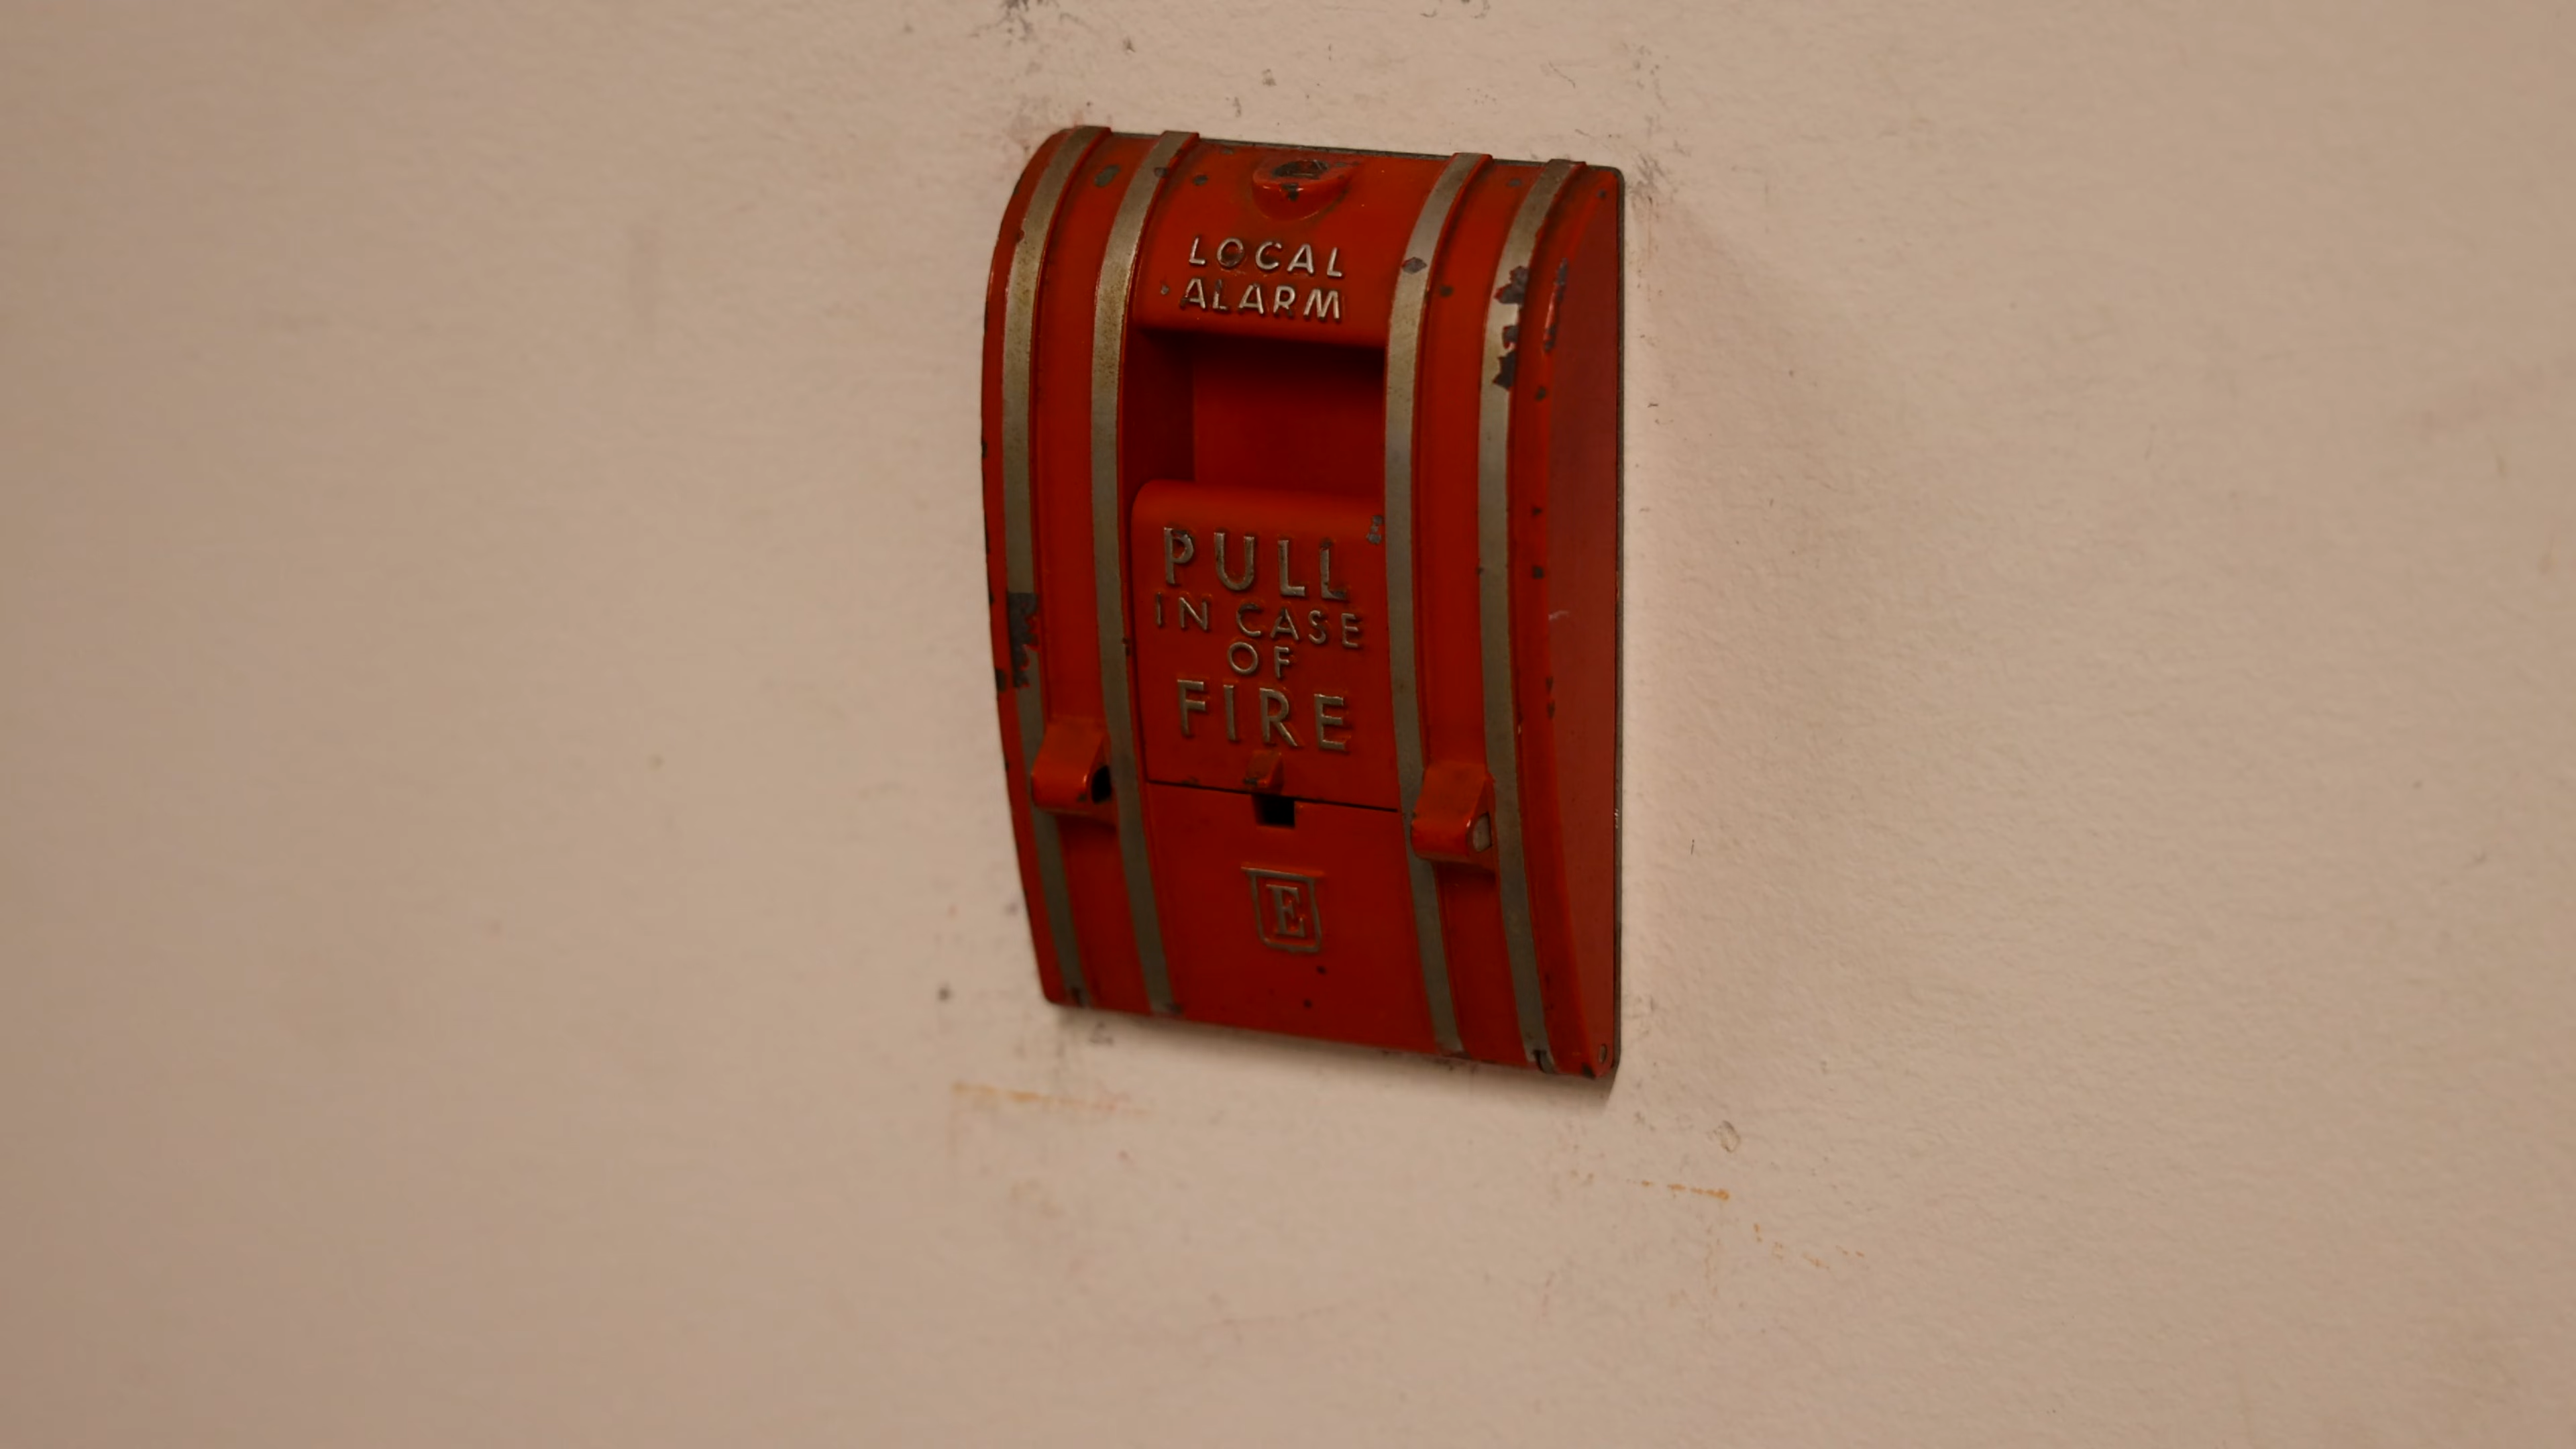 LOCAL
ALARM
PULL
IN CASE
OF
FIRE
E